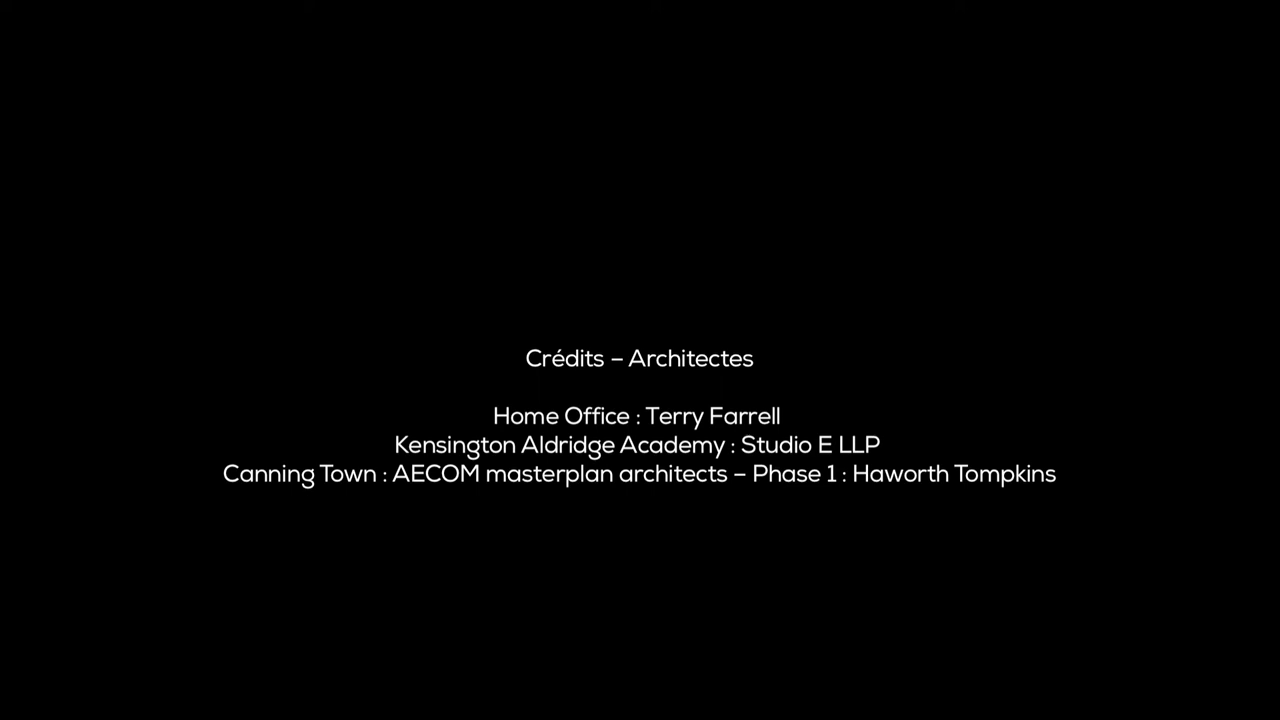 Crédits – Architectes
Home Office : Terry Farrell
Kensington Aldridge Academy : Studio E LLP
Canning Town : AECOM masterplan architects – Phase 1 : Haworth Tompkins